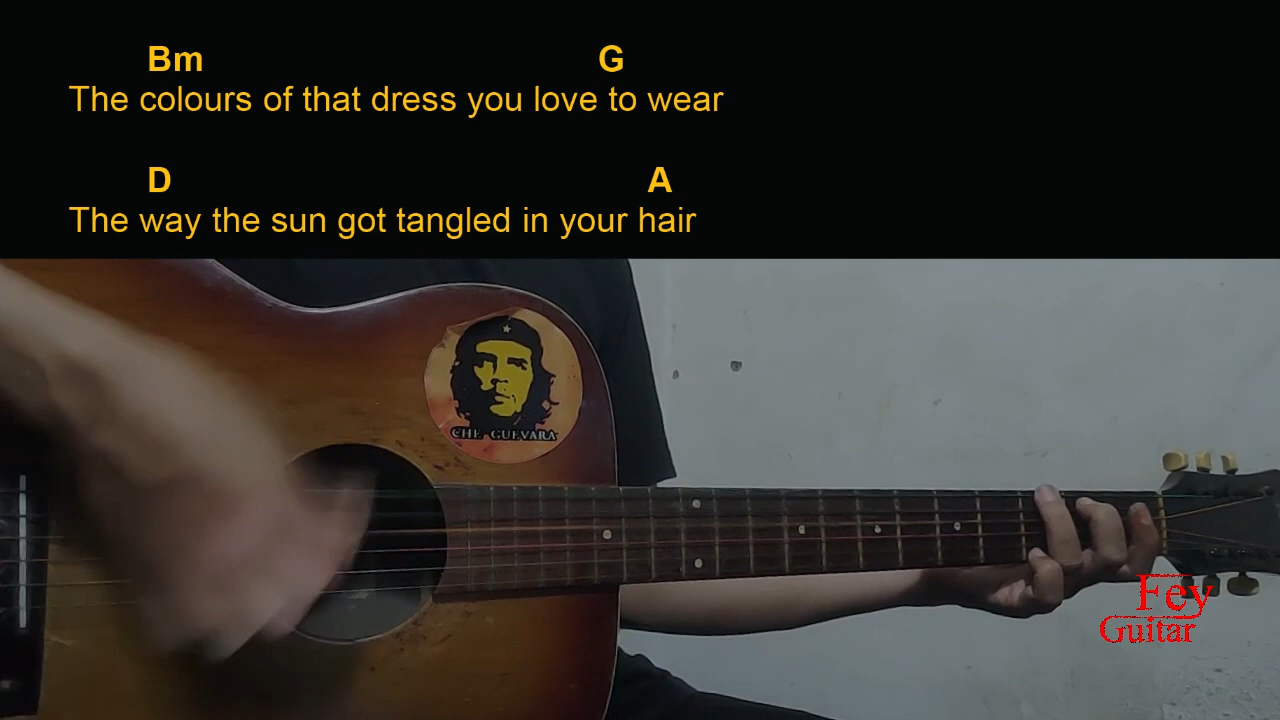 Bm G
The colours of that dress you love to wear
D A
The way the sun got tangled in your hair
CHE GUEVARA
Fey
Guitar